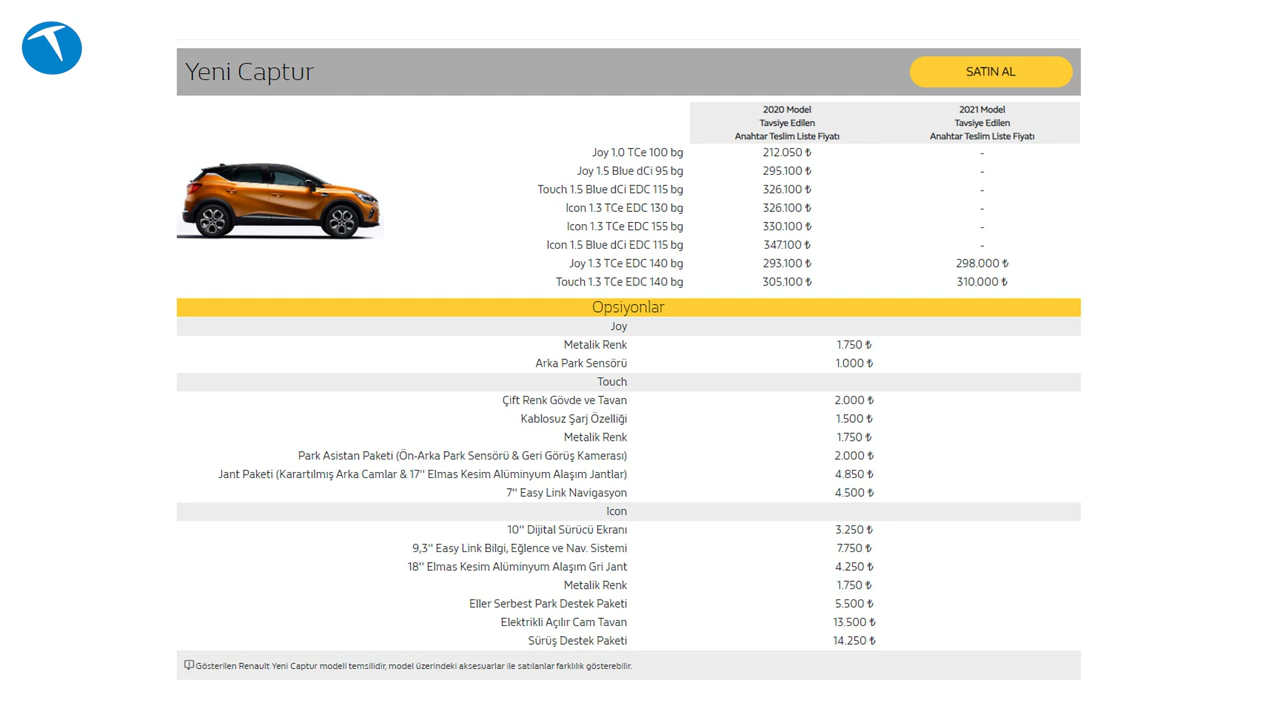 Yeni Captur
SATIN AL
2020 Model
Tavsiye Edilen
Anahtar Teslim Liste Fiyatı
2021 Model
Tavsiye Edilen
Anahtar Teslim Liste Fiyatı
Joy 1.0 TCe 100 bg 212.050 ₺ -
Joy 1.5 Blue dCi 95 bg 295.100 ₺ -
Touch 1.5 Blue dCi EDC 115 bg 326.100 ₺ -
Icon 1.3 TCe EDC 130 bg 326.100 ₺ -
Icon 1.3 TCe EDC 155 bg 330.100 ₺ -
Icon 1.5 Blue dCi EDC 115 bg 347.100 ₺ -
Joy 1.3 TCe EDC 140 bg 293.100 ₺ 298.000 ₺
Touch 1.3 TCe EDC 140 bg 305.100 ₺ 310.000 ₺
Opsiyonlar
Joy
Metalik Renk 1.750 ₺
Arka Park Sensörü 1.000 ₺
Touch
Çift Renk Gövde ve Tavan 2.000 ₺
Kablosuz Şarj Özelliği 1.500 ₺
Metalik Renk 1.750 ₺
Park Asistan Paketi (Ön-Arka Park Sensörü & Geri Görüş Kamerası) 2.000 ₺
Jant Paketi (Karartılmış Arka Camlar & 17'' Elmas Kesim Alüminyum Alaşım Jantlar) 4.850 ₺
7'' Easy Link Navigasyon 4.500 ₺
Icon
10'' Dijital Sürücü Ekranı 3.250 ₺
9,3'' Easy Link Bilgi, Eğlence ve Nav. Sistemi 7.750 ₺
18'' Elmas Kesim Alüminyum Alaşım Gri Jant 4.250 ₺
Metalik Renk 1.750 ₺
Eller Serbest Park Destek Paketi 5.500 ₺
Elektrikli Açılır Cam Tavan 13.500 ₺
Sürüş Destek Paketi 14.250 ₺
Gösterilen Renault Yeni Captur modeli temsilidir, model üzerindeki aksesuarlar ile satılanlar farklılık gösterebilir.